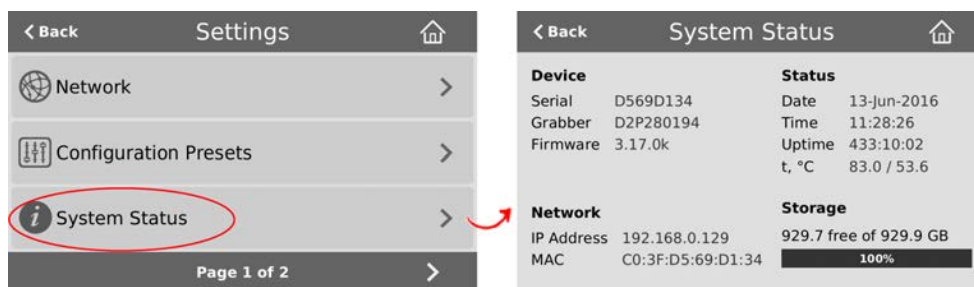 Back Settings
Network
Configuration Presets
i System Status
Page 1 of 2
Back System Status
Device
Serial D569D134
Grabber D2P280194
Firmware 3.17.0k
Status
Date 13-Jun-2016
Time 11:28:26
Uptime 433:10:02
t, °C 83.0 / 53.6
Network
IP Address 192.168.0.129
MAC C0:3F:D5:69:D1:34
Storage
929.7 free of 929.9 GB
100%